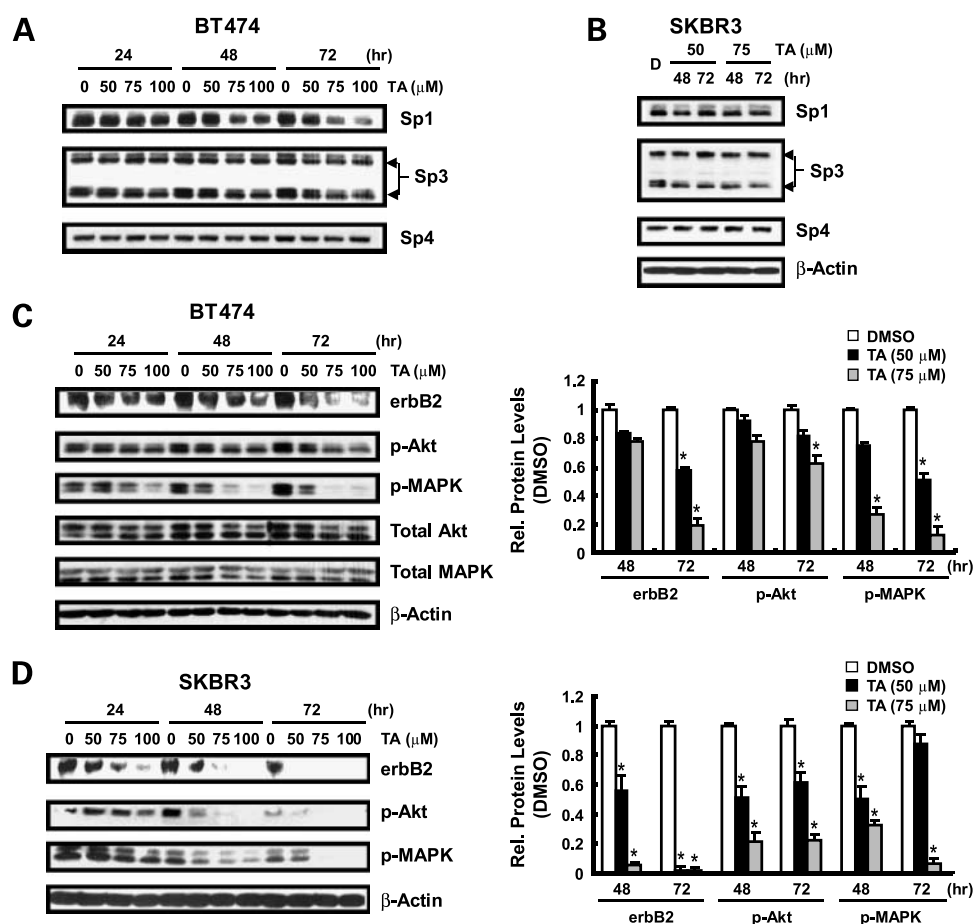 A
BT474
24 48 72 (hr)
0 50 75 100 0 50 75 100 0 50 75 100 TA (μM)
Sp1
Sp3
Sp4
B
SKBR3
50 75 TA (μM)
D
48 72 48 72 (hr)
Sp1
Sp3
Sp4
β-Actin
C
BT474
24 48 72 (hr)
0 50 75 100 0 50 75 100 0 50 75 100 TA (μM)
erbB2
p-Akt
p-MAPK
Total Akt
Total MAPK
β-Actin
DMSO
TA (50 μM)
TA (75 μM)
Rel. Protein Levels
(DMSO)
1.2
1
0.8
0.6
0.4
0.2
0
* * * * * * *
48 72 48 72 48 72 (hr)
erbB2 p-Akt p-MAPK
D
SKBR3
24 48 72 (hr)
0 50 75 100 0 50 75 100 0 50 75 100 TA (μM)
erbB2
p-Akt
p-MAPK
β-Actin
DMSO
TA (50 μM)
TA (75 μM)
Rel. Protein Levels
(DMSO)
1.2
1
0.8
0.6
0.4
0.2
0
* * * * * * * * * * *
48 72 48 72 48 72 (hr)
erbB2 p-Akt p-MAPK